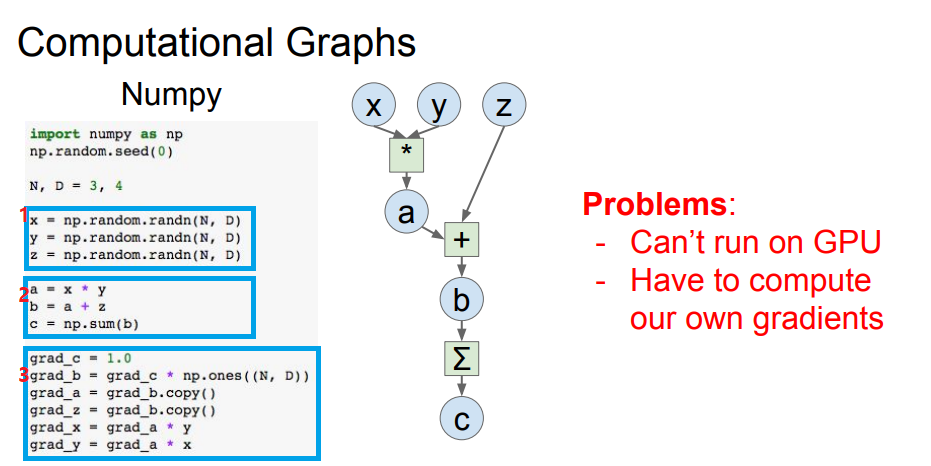 Computational Graphs
Numpy
import numpy as np
np.random.seed(0)
N, D = 3, 4
1
x = np.random.randn(N, D)
y = np.random.randn(N, D)
z = np.random.randn(N, D)
2
a = x * y
b = a + z
c = np.sum(b)
3
grad_c = 1.0
grad_b = grad_c * np.ones((N, D))
grad_a = grad_b.copy()
grad_z = grad_b.copy()
grad_x = grad_a * y
grad_y = grad_a * x
x y z
*
a
+
b
Σ
c
Problems:
- Can't run on GPU
- Have to compute
our own gradients